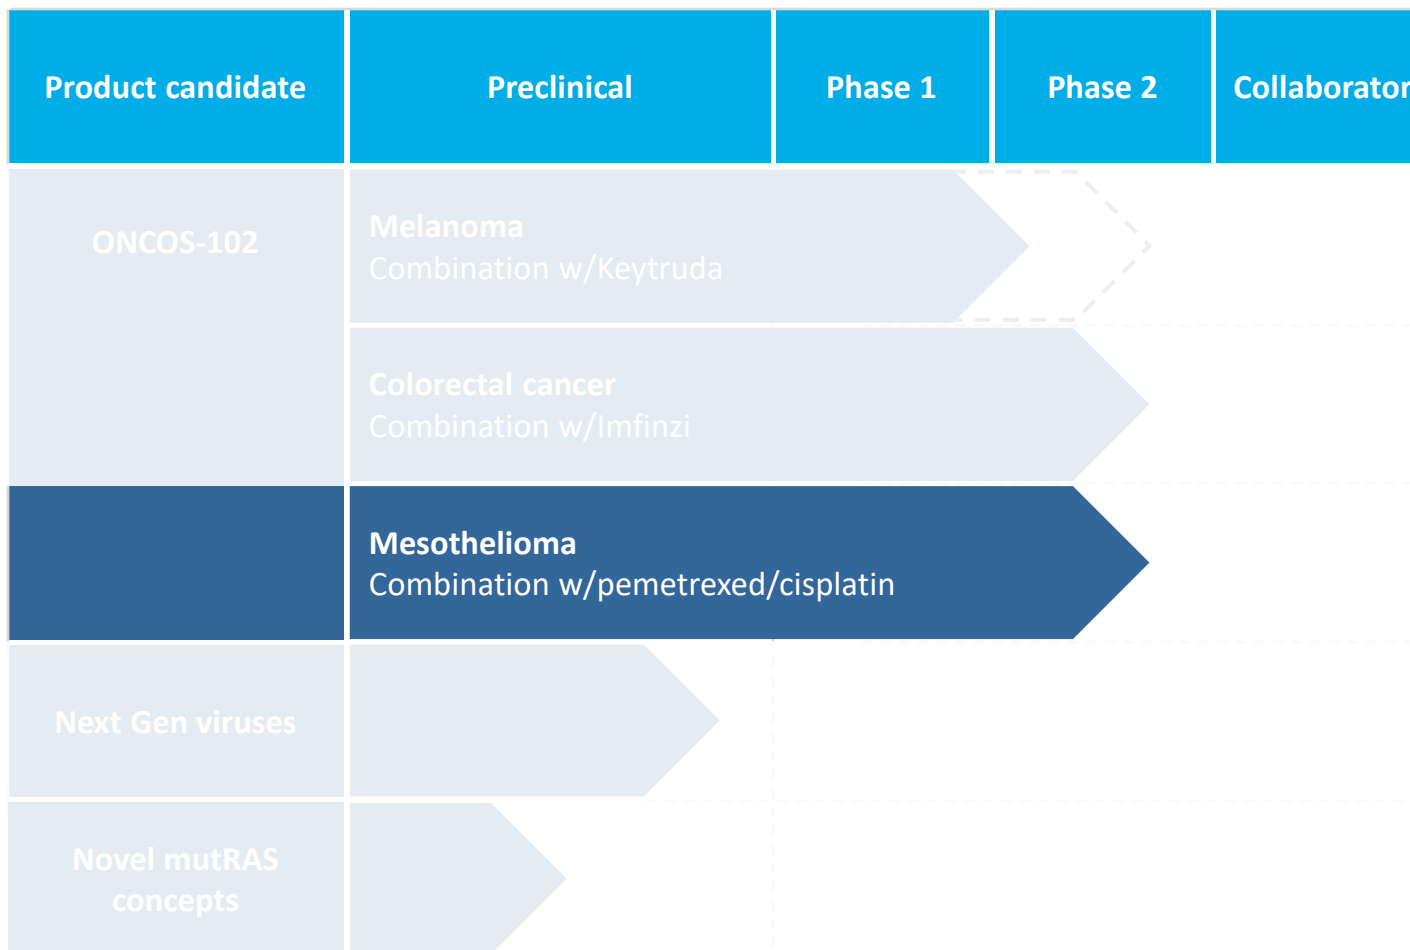 Product candidate
Preclinical
Phase 1
Phase 2
Collaborator
ONCOS-102
Melanoma
Combination w/Keytruda
Colorectal cancer
Combination w/Imfinzi
Mesothelioma
Combination w/pemetrexed/cisplatin
Next Gen viruses
Novel mutRAS
concepts